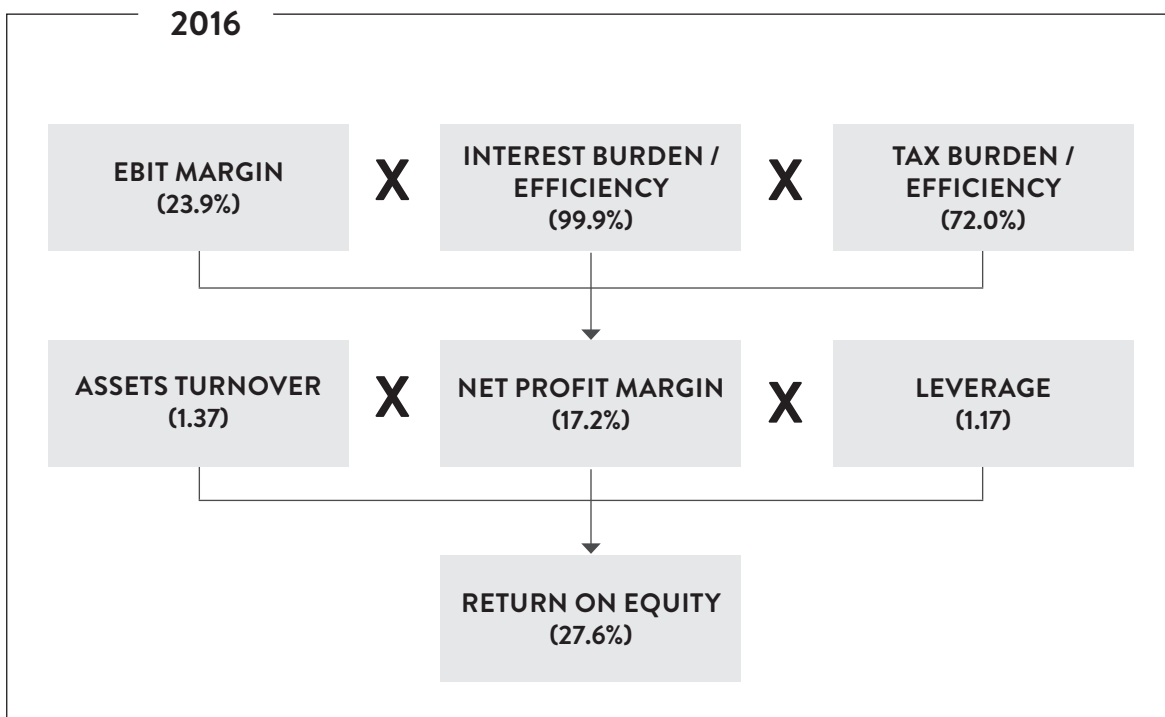 2016
EBIT MARGIN
(23.9%)
X
INTEREST BURDEN /
EFFICIENCY
(99.9%)
X
TAX BURDEN /
EFFICIENCY
(72.0%)
ASSETS TURNOVER
(1.37)
X
NET PROFIT MARGIN
(17.2%)
X
LEVERAGE
(1.17)
RETURN ON EQUITY
(27.6%)